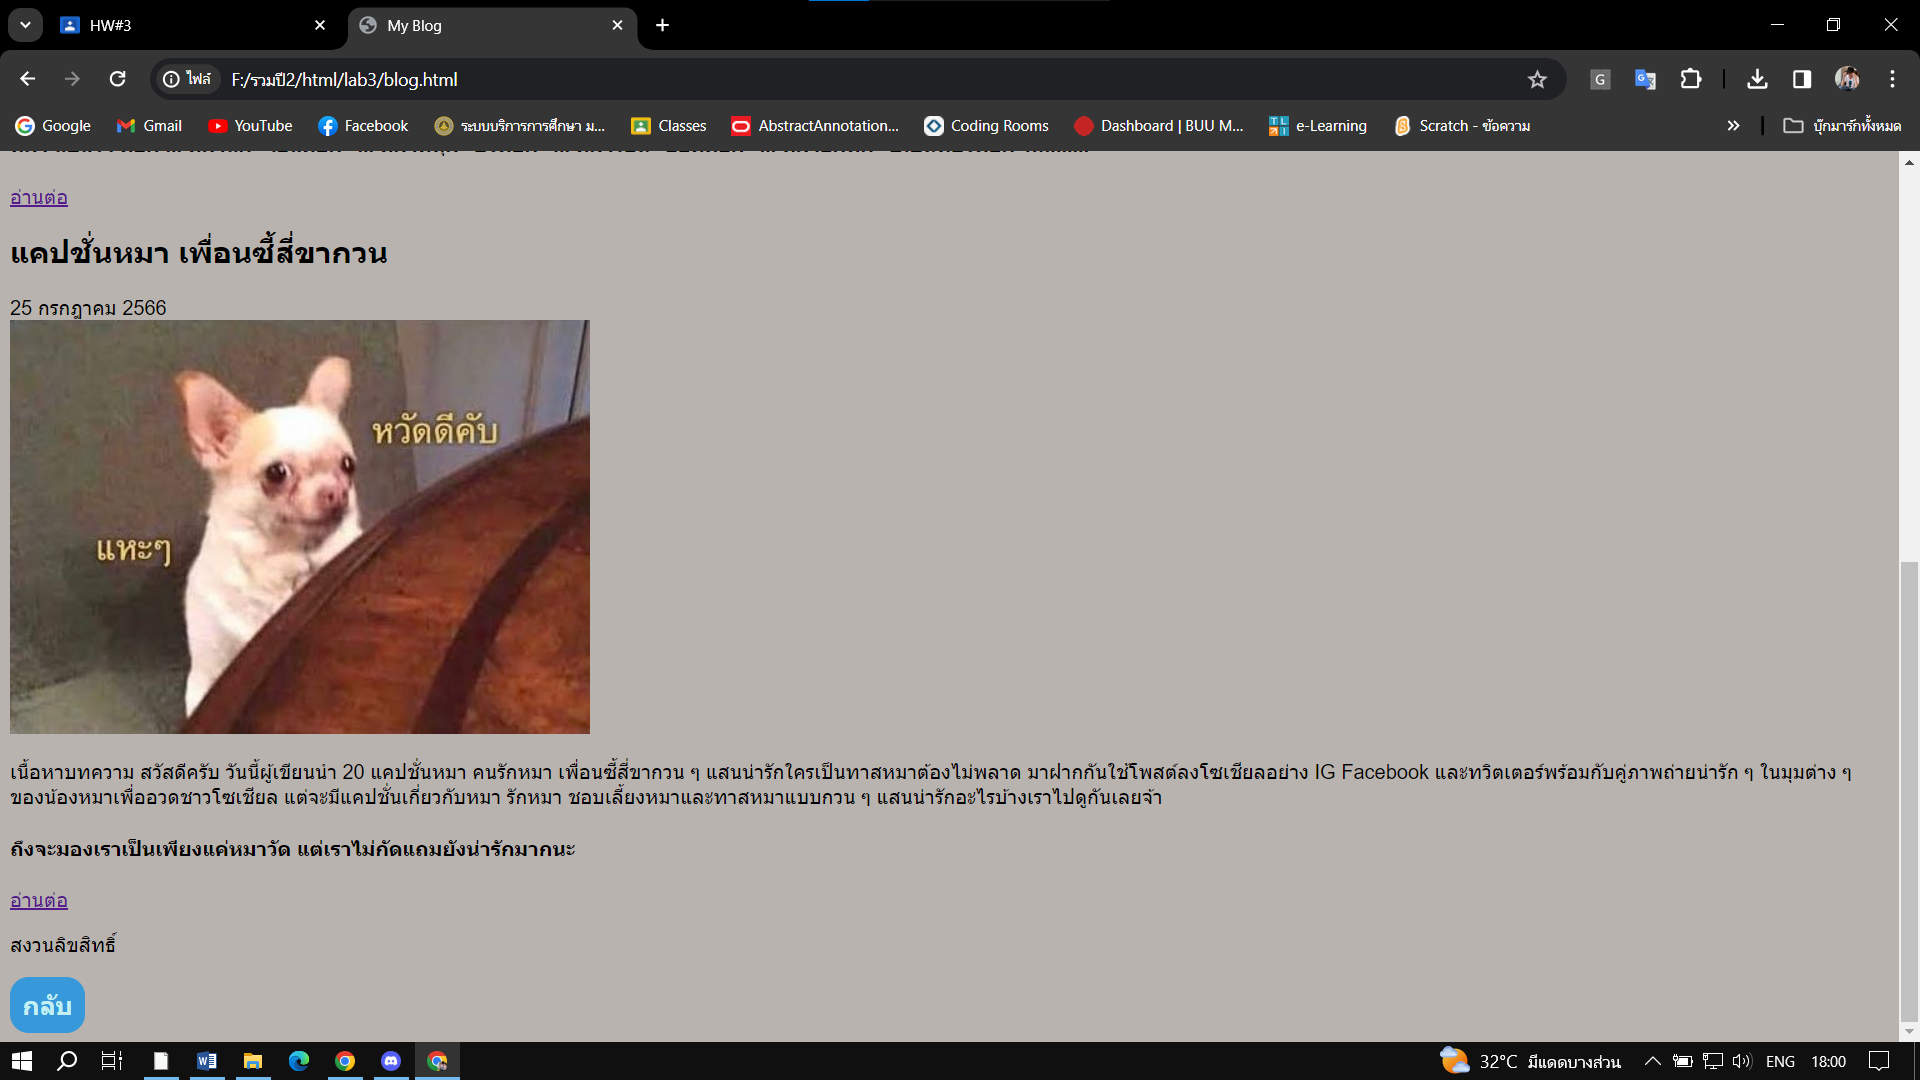 HW#3
My Blog
ไฟล์ F:/รวมปี2/html/lab3/blog.html
Google Gmail YouTube Facebook ระบบบริการการศึกษา ม... Classes AbstractAnnotation... Coding Rooms Dashboard | BUU M... e-Learning Scratch - ข้อความ บุ๊กมาร์กทั้งหมด
อ่านต่อ
แคปชั่นหมา เพื่อนซี้สี่ขากวน
25 กรกฎาคม 2566
หวัดดีคับ
แหะๆ
เนื้อหาบทความ สวัสดีครับ วันนี้ผู้เขียนนำ 20 แคปชั่นหมา คนรักหมา เพื่อนซี้สี่ขากวน ๆ แสนน่ารักใครเป็นทาสหมาต้องไม่พลาด มาฝากกันใช้โพสต์ลงโซเชียลอย่าง IG Facebook และทวิตเตอร์พร้อมกับคู่ภาพถ่ายน่ารัก ๆ ในมุมต่าง ๆ
ของน้องหมาเพื่ออวดชาวโซเชียล แต่จะมีแคปชั่นเกี่ยวกับหมา รักหมา ชอบเลี้ยงหมาและทาสหมาแบบกวน ๆ แสนน่ารักอะไรบ้างเราไปดูกันเลยจ้า
ถึงจะมองเราเป็นเพียงแค่หมาวัด แต่เราไม่กัดแถมยังน่ารักมากนะ
อ่านต่อ
สงวนลิขสิทธิ์
กลับ
32°C มีแดดบางส่วน ENG 18:00